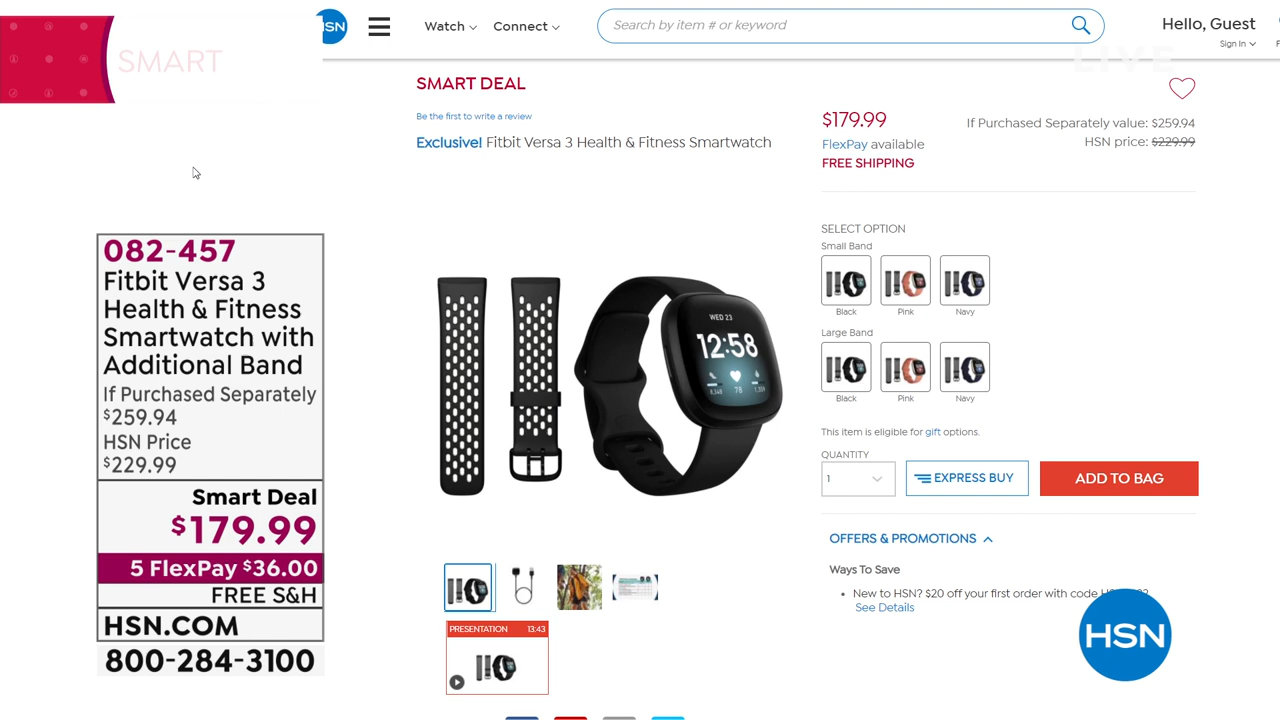 SMART
HSN
Watch
Connect
Search by item # or keyword
Hello, Guest
Sign In
LIVE
SMART DEAL
Be the first to write a review
Exclusive! Fitbit Versa 3 Health & Fitness Smartwatch
$179.99
If Purchased Separately value: $259.94
FlexPay available
HSN price: $229.99
FREE SHIPPING
082-457
Fitbit Versa 3
Health & Fitness
Smartwatch with
Additional Band
If Purchased Separately
$259.94
HSN Price
$229.99
Smart Deal
$179.99
5 FlexPay $36.00
FREE S&H
HSN.COM
800-284-3100
WED 23
12:58
78
SELECT OPTION
Small Band
Black
Pink
Navy
Large Band
Black
Pink
Navy
This item is eligible for gift options.
QUANTITY
1
EXPRESS BUY
ADD TO BAG
OFFERS & PROMOTIONS
Ways To Save
New to HSN? $20 off your first order with code
See Details
PRESENTATION 13:43
HSN